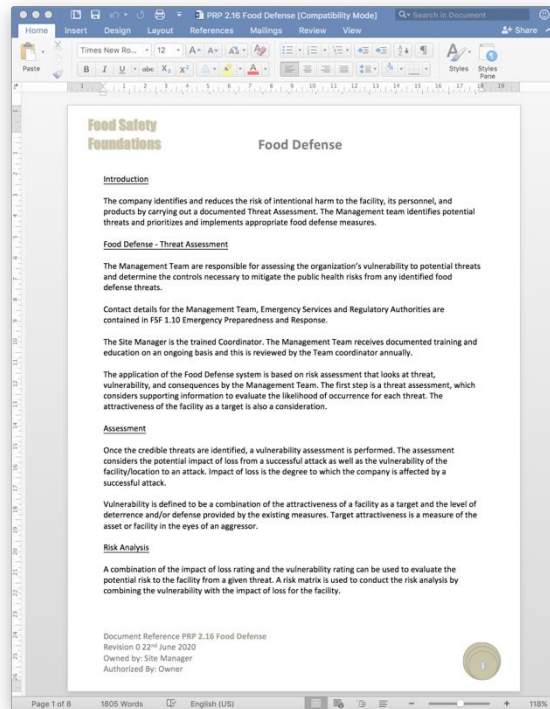 PRP 2.16 Food Defense [Compatibility Mode]
Search in Document
Home Insert Design Layout References Mailings Review View
Share
Times New Ro... 12
Paste
B I U abc X₂ X²
Styles
Styles Pane
Food Safety
Foundations
Food Defense
Introduction
The company identifies and reduces the risk of intentional harm to the facility, its personnel, and
products by carrying out a documented Threat Assessment. The Management team identifies potential
threats and prioritizes and implements appropriate food defense measures.
Food Defense - Threat Assessment
The Management Team are responsible for assessing the organization's vulnerability to potential threats
and determine the controls necessary to mitigate the public health risks from any identified food
defense threats.
Contact details for the Management Team, Emergency Services and Regulatory Authorities are
contained in FSF 1.10 Emergency Preparedness and Response.
The Site Manager is the trained Coordinator. The Management Team receives documented training and
education on an ongoing basis and this is reviewed by the Team coordinator annually.
The application of the Food Defense system is based on risk assessment that looks at threat,
vulnerability, and consequences by the Management Team. The first step is a threat assessment, which
considers supporting information to evaluate the likelihood of occurrence for each threat. The
attractiveness of the facility as a target is also a consideration.
Assessment
Once the credible threats are identified, a vulnerability assessment is performed. The assessment
considers the potential impact of loss from a successful attack as well as the vulnerability of the
facility/location to an attack. Impact of loss is the degree to which the company is affected by a
successful attack.
Vulnerability is defined to be a combination of the attractiveness of a facility as a target and the level of
deterrence and/or defense provided by the existing measures. Target attractiveness is a measure of the
asset or facility in the eyes of an aggressor.
Risk Analysis
A combination of the impact of loss rating and the vulnerability rating can be used to evaluate the
potential risk to the facility from a given threat. A risk matrix is used to conduct the risk analysis by
combining the vulnerability with the impact of loss for the facility.
Document Reference PRP 2.16 Food Defense
Revision 0 22nd June 2020
Owned by: Site Manager
Authorized By: Owner
1
Page 1 of 8 1805 Words English (US) 118%